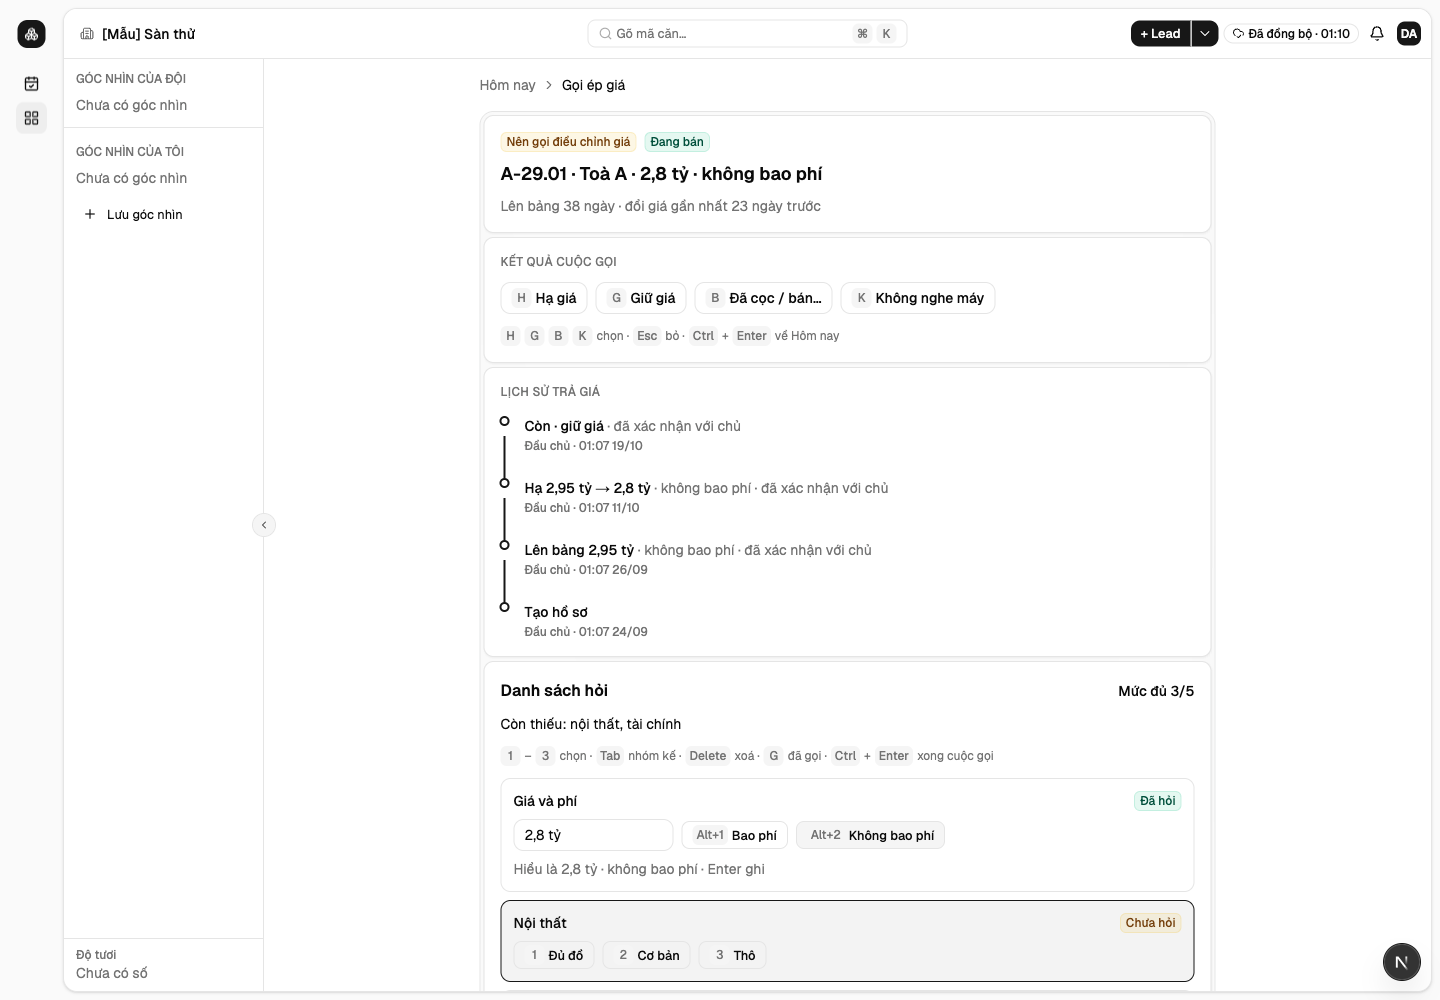 [Mẫu] Sàn thử
Gõ mã căn...
⌘ K
+ Lead
Đã đồng bộ · 01:10
DA
GÓC NHÌN CỦA ĐỘI
Chưa có góc nhìn
GÓC NHÌN CỦA TÔI
Chưa có góc nhìn
+ Lưu góc nhìn
Độ tươi
Chưa có số
Hôm nay > Gọi ép giá
Nên gọi điều chỉnh giá Đang bán
A-29.01 · Toà A · 2,8 tỷ · không bao phí
Lên bảng 38 ngày · đổi giá gần nhất 23 ngày trước
KẾT QUẢ CUỘC GỌI
H Hạ giá G Giữ giá B Đã cọc / bán... K Không nghe máy
H G B K chọn · Esc bỏ · Ctrl + Enter về Hôm nay
LỊCH SỬ TRẢ GIÁ
Còn · giữ giá · đã xác nhận với chủ
Đầu chủ · 01:07 19/10
Hạ 2,95 tỷ → 2,8 tỷ · không bao phí · đã xác nhận với chủ
Đầu chủ · 01:07 11/10
Lên bảng 2,95 tỷ · không bao phí · đã xác nhận với chủ
Đầu chủ · 01:07 26/09
Tạo hồ sơ
Đầu chủ · 01:07 24/09
Danh sách hỏi
Mức đủ 3/5
Còn thiếu: nội thất, tài chính
1 – 3 chọn · Tab nhóm kế · Delete xoá · G đã gọi · Ctrl + Enter xong cuộc gọi
Giá và phí
Đã hỏi
2,8 tỷ Alt+1 Bao phí Alt+2 Không bao phí
Hiểu là 2,8 tỷ · không bao phí · Enter ghi
Nội thất
Chưa hỏi
1 Đủ đồ 2 Cơ bản 3 Thô
N